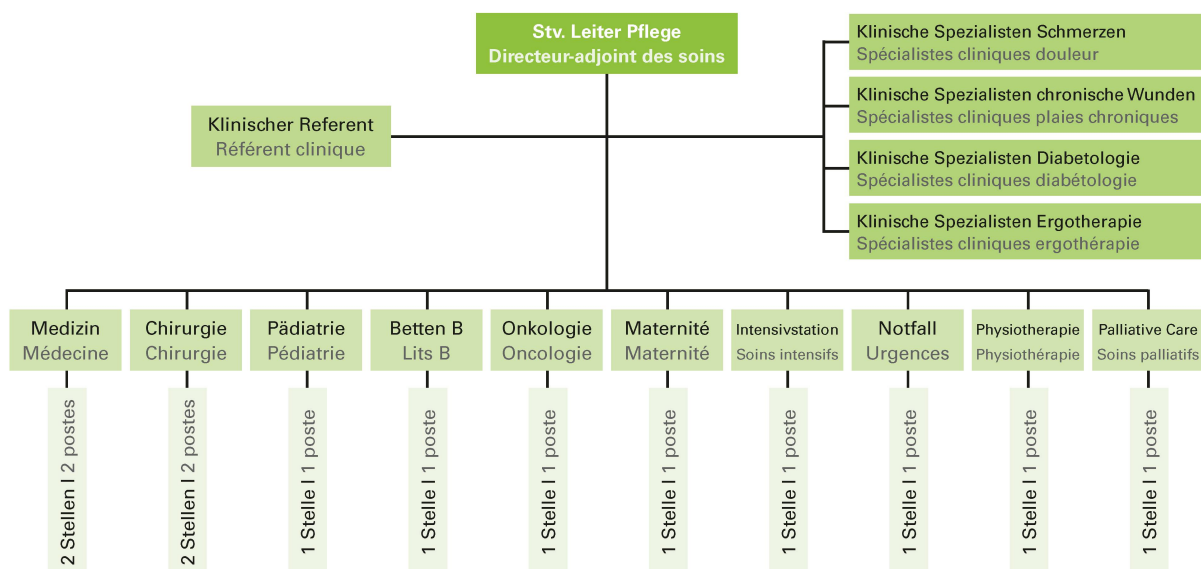 Stv. Leiter Pflege
Directeur-adjoint des soins
Klinischer Referent
Référent clinique
Klinische Spezialisten Schmerzen
Spécialistes cliniques douleur
Klinische Spezialisten chronische Wunden
Spécialistes cliniques plaies chroniques
Klinische Spezialisten Diabetologie
Spécialistes cliniques diabétologie
Klinische Spezialisten Ergotherapie
Spécialistes cliniques ergothérapie
Medizin
Médecine
Chirurgie
Chirurgie
Pädiatrie
Pédiatrie
Betten B
Lits B
Onkologie
Oncologie
Maternité
Maternité
Intensivstation
Soins intensifs
Notfall
Urgences
Physiotherapie
Physiothérapie
Palliative Care
Soins palliatifs
2 Stellen I 2 postes
2 Stellen I 2 postes
1 Stelle I 1 poste
1 Stelle I 1 poste
1 Stelle I 1 poste
1 Stelle I 1 poste
1 Stelle I 1 poste
1 Stelle I 1 poste
1 Stelle I 1 poste
1 Stelle I 1 poste